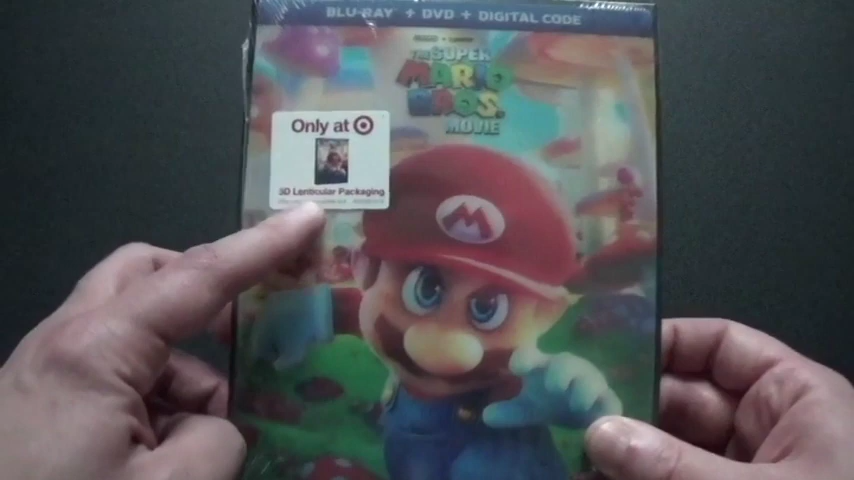 BLU-RAY + DVD + DIGITAL CODE
THE SUPER
MARIO
BROS.
MOVIE
Only at
3D Lenticular Packaging
M